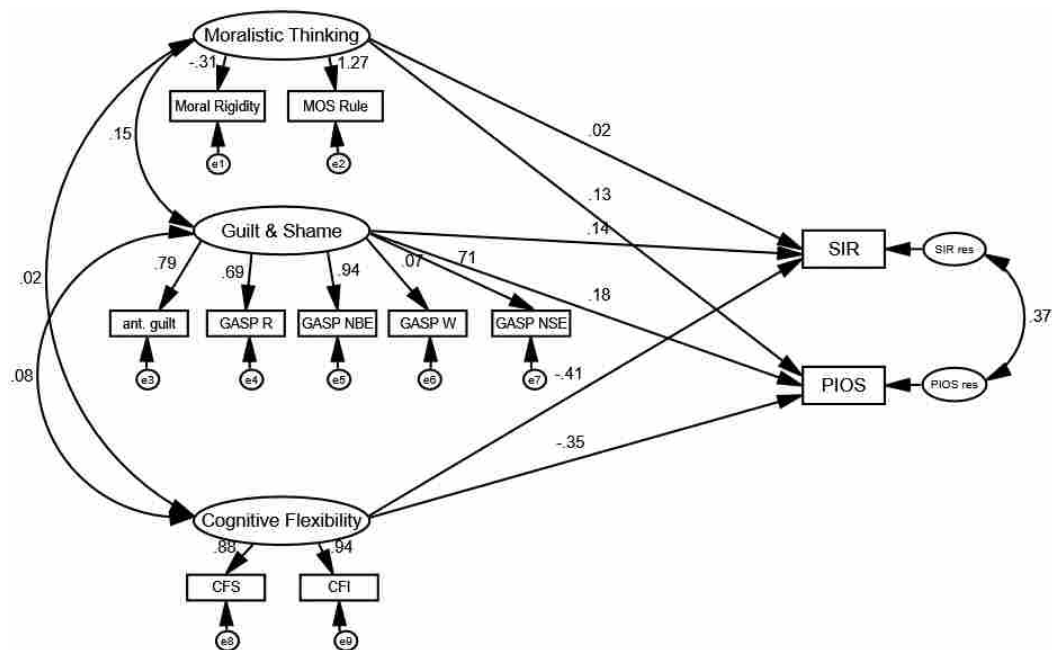 Moralistic Thinking
-.31
1.27
Moral Rigidity
MOS Rule
.02
.15
e1
e2
.13
Guilt & Shame
.14
SIR
SIR res
.79
.69
.94
.07
.71
.02
.18
ant. guilt
GASP R
GASP NBE
GASP W
GASP NSE
.37
.08
e3
e4
e5
e6
e7
-.41
PIOS
PIOS res
-.35
Cognitive Flexibility
.88
.94
CFS
CFI
e8
e9